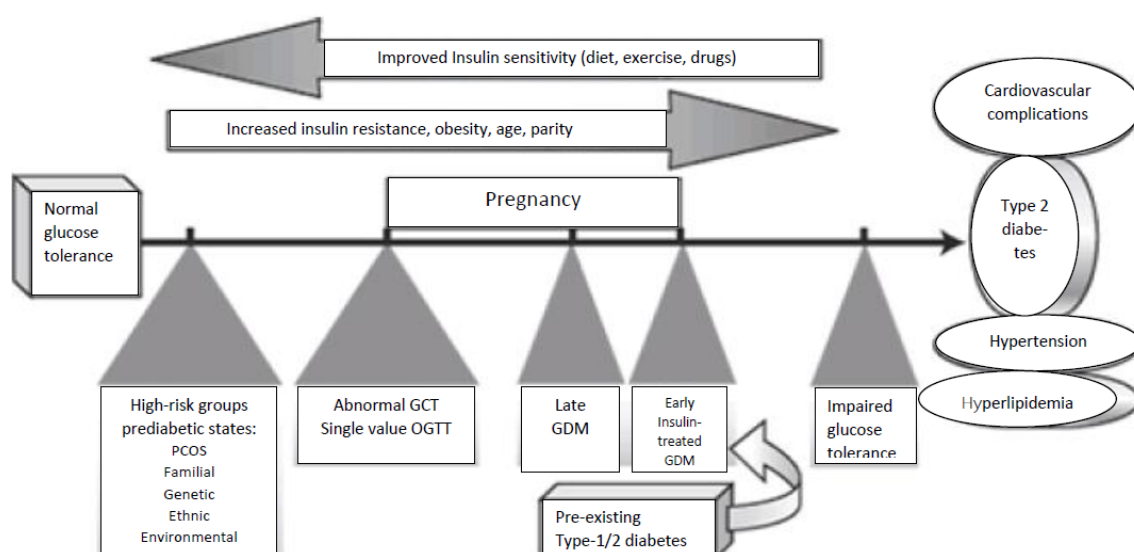 Improved Insulin sensitivity (diet, exercise, drugs)
Increased insulin resistance, obesity, age, parity
Cardiovascular
complications
Normal
glucose
tolerance
Pregnancy
Type 2
diabe-
tes
Hypertension
Hyperlipidemia
High-risk groups
prediabetic states:
PCOS
Familial
Genetic
Ethnic
Environmental
Abnormal GCT
Single value OGTT
Late
GDM
Early
Insulin-
treated
GDM
Impaired
glucose
tolerance
Pre-existing
Type-1/2 diabetes